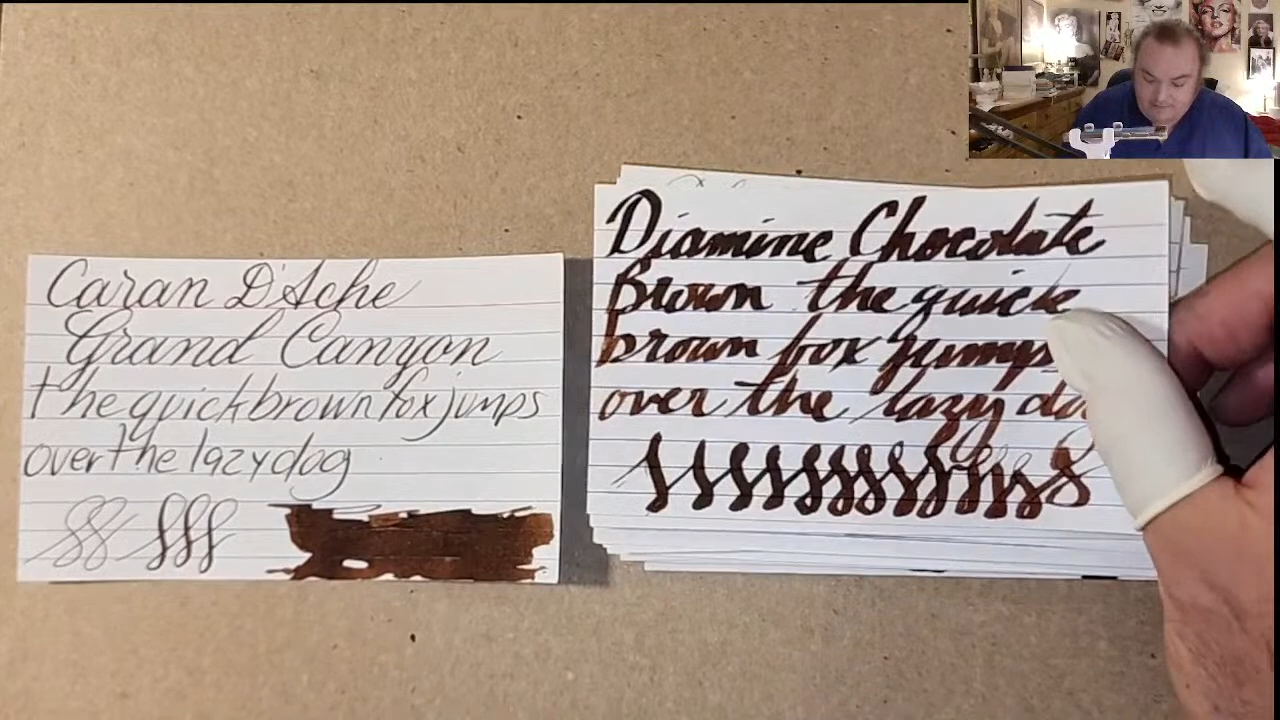 Caran D'Ache
Grand Canyon
the quick brown fox jumps
over the lazy dog
Diamine Chocolate
Brown the quick
brown fox jumps
over the lazy